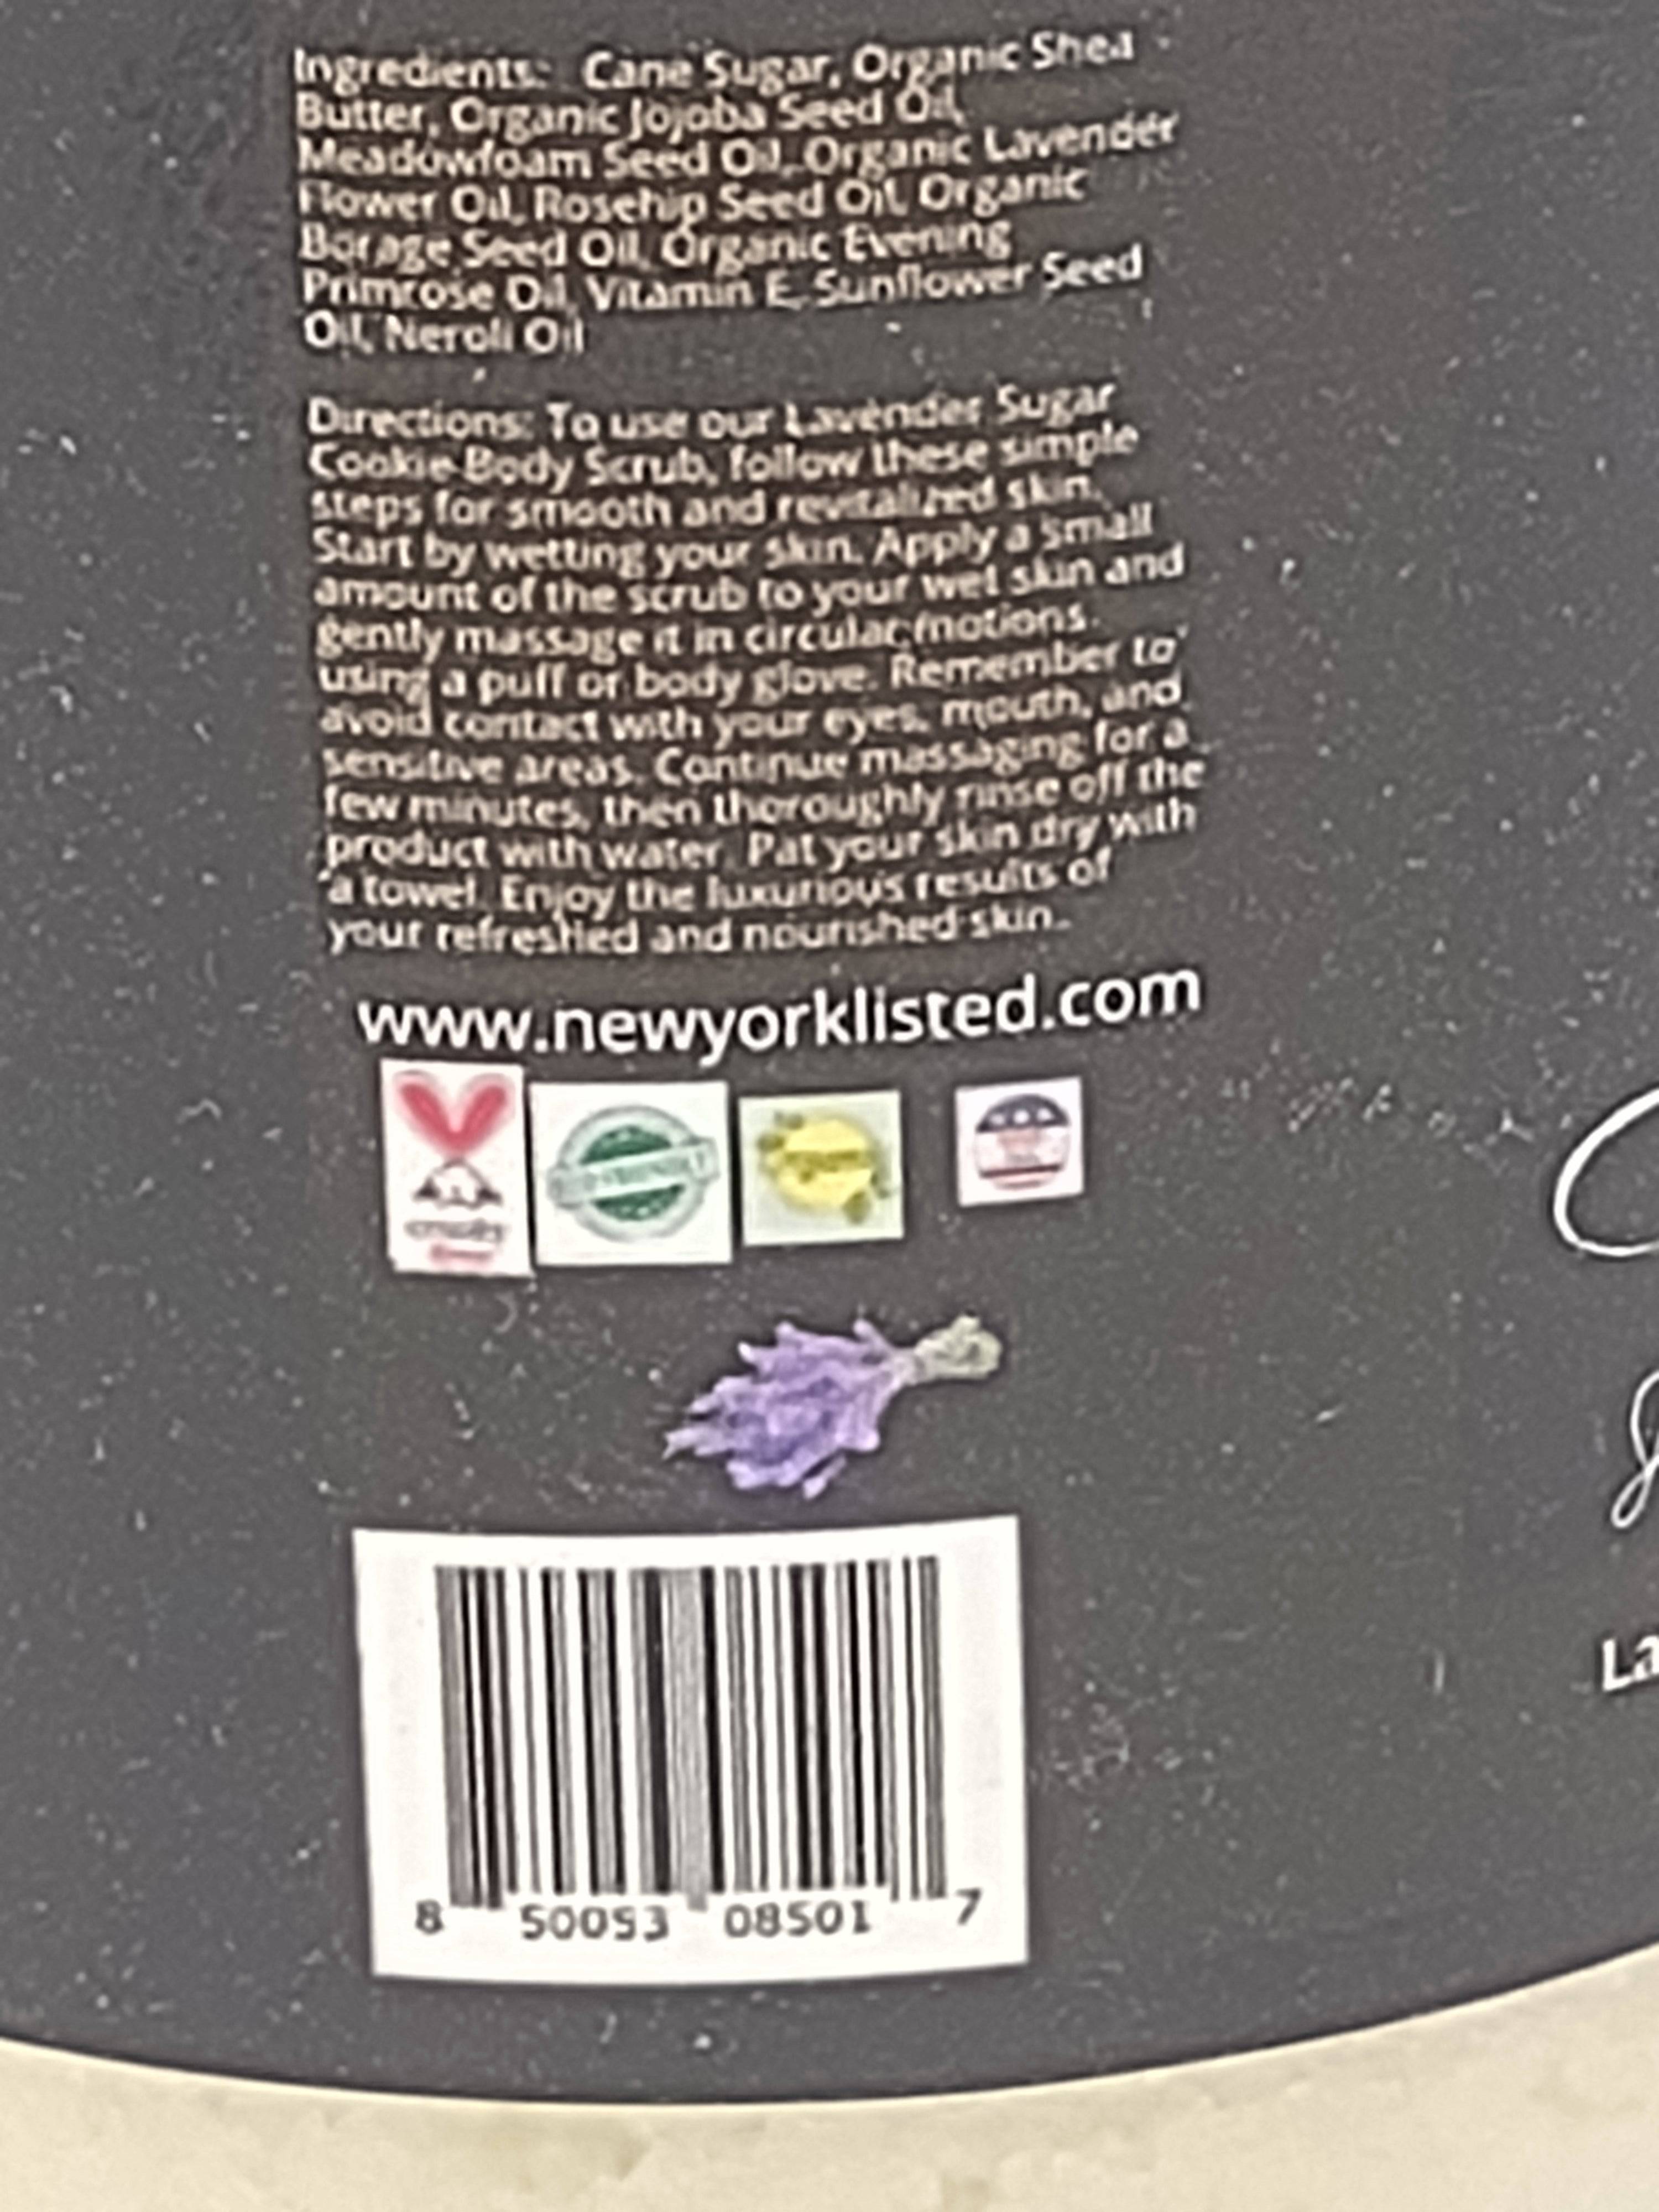 Ingredients: Cane Sugar, Organic Shea
Butter, Organic Jojoba Seed Oil,
Meadowfoam Seed Oil, Organic Lavender
Flower Oil, Rosehip Seed Oil, Organic
Borage Seed Oil, Organic Evening
Primrose Oil, Vitamin E, Sunflower Seed
Oil, Neroli Oil
Directions: To use our Lavender Sugar
Cookie Body Scrub, follow these simple
steps for smooth and revitalized skin.
Start by wetting your skin. Apply a small
amount of the scrub to your wet skin and
gently massage it in circular motions.
using a puff or body glove. Remember to
avoid contact with your eyes, mouth, and
sensitive areas. Continue massaging for a
few minutes, then thoroughly rinse off the
product with water. Pat your skin dry with
a towel. Enjoy the luxurious results of
your refreshed and nourished skin.
www.newyorklisted.com
cruelty
free
8 50053 08501 7
La